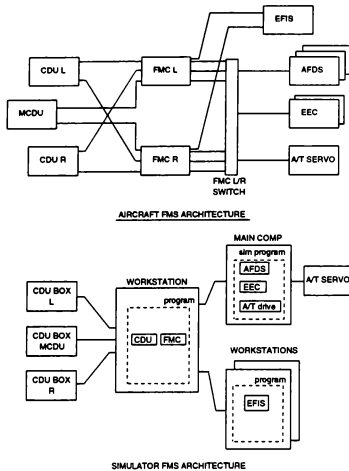 EFIS
CDU L
FMC L
AFDS
MCDU
EEC
CDU R
FMC R
A/T SERVO
FMC L/R
SWITCH
AIRCRAFT FMS ARCHITECTURE
MAIN COMP
sim program
AFDS
EEC
A/T drive
A/T SERVO
WORKSTATION
program
CDU BOX
L
CDU BOX
MCDU
CDU
FMC
CDU BOX
R
WORKSTATIONS
program
EFIS
SIMULATOR FMS ARCHITECTURE